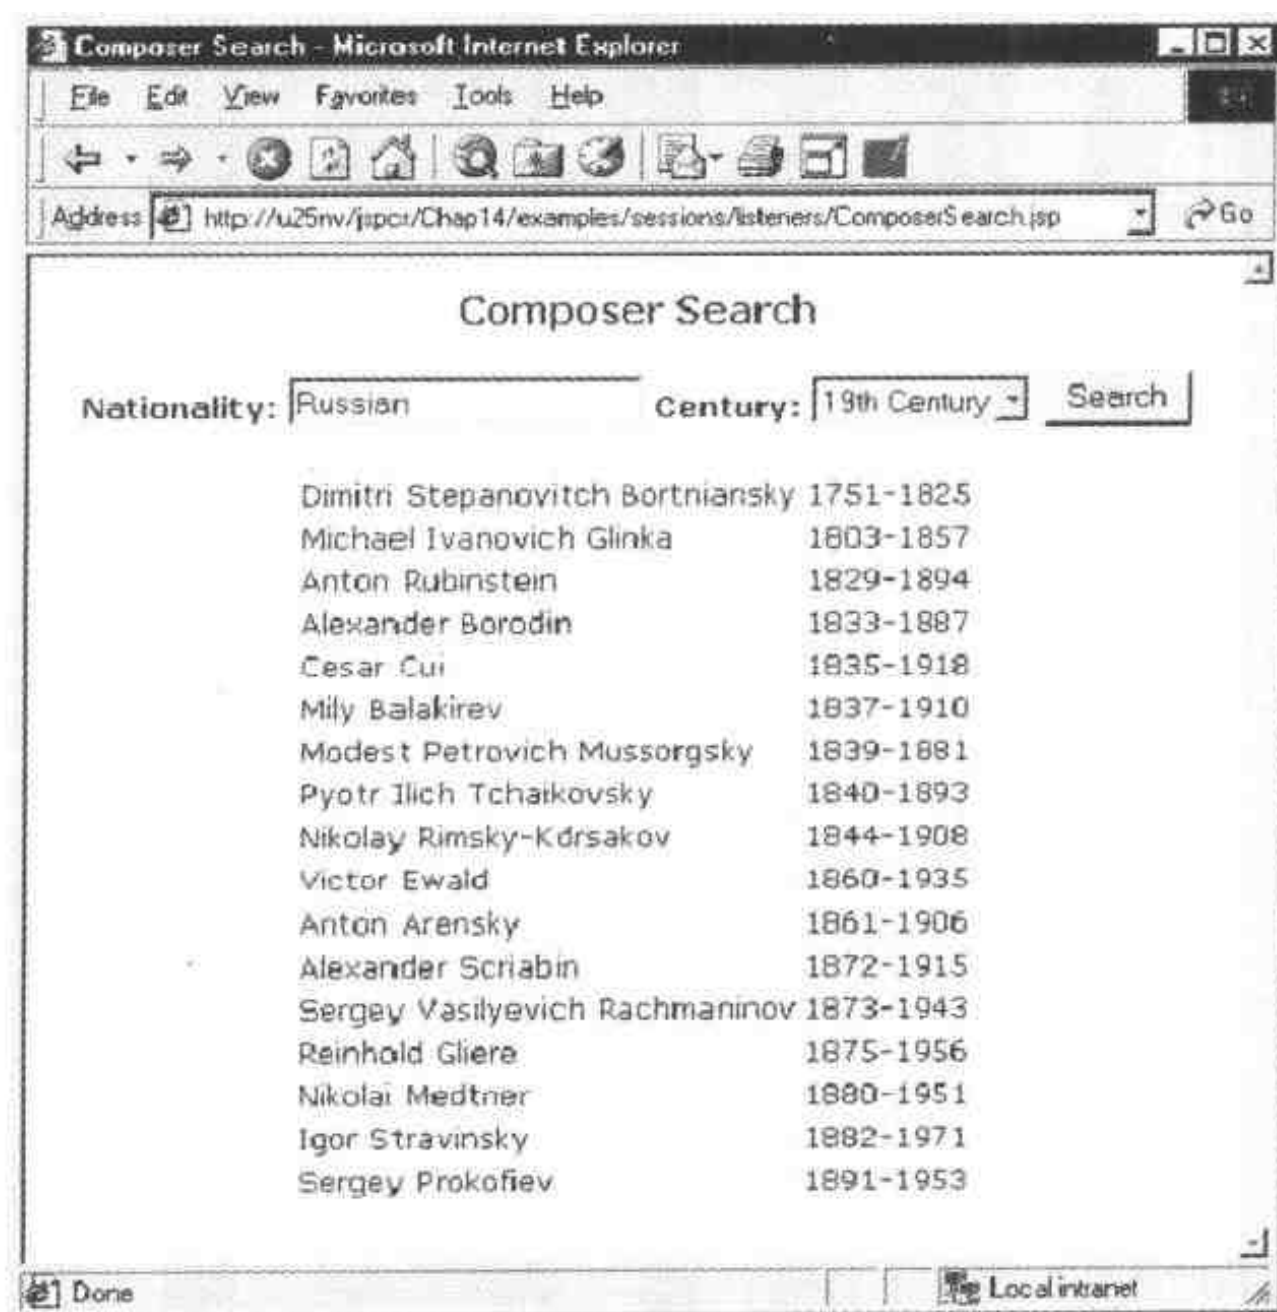 Composer Search - Microsoft Internet Explorer
File Edit View Favorites Tools Help
Address http://u25nv/jspcr/Chap14/examples/sessions/listeners/ComposerSearch.jsp Go
Composer Search
Nationality: Russian Century: 19th Century Search
Dimitri Stepanovitch Bortniansky 1751-1825
Michael Ivanovich Glinka 1803-1857
Anton Rubinstein 1829-1894
Alexander Borodin 1833-1887
Cesar Cui 1835-1918
Mily Balakirev 1837-1910
Modest Petrovich Mussorgsky 1839-1881
Pyotr Ilich Tchaikovsky 1840-1893
Nikolay Rimsky-Korsakov 1844-1908
Victor Ewald 1860-1935
Anton Arensky 1861-1906
Alexander Scriabin 1872-1915
Sergey Vasilyevich Rachmaninov 1873-1943
Reinhold Gliere 1875-1956
Nikolai Medtner 1880-1951
Igor Stravinsky 1882-1971
Sergey Prokofiev 1891-1953
Done Local intranet